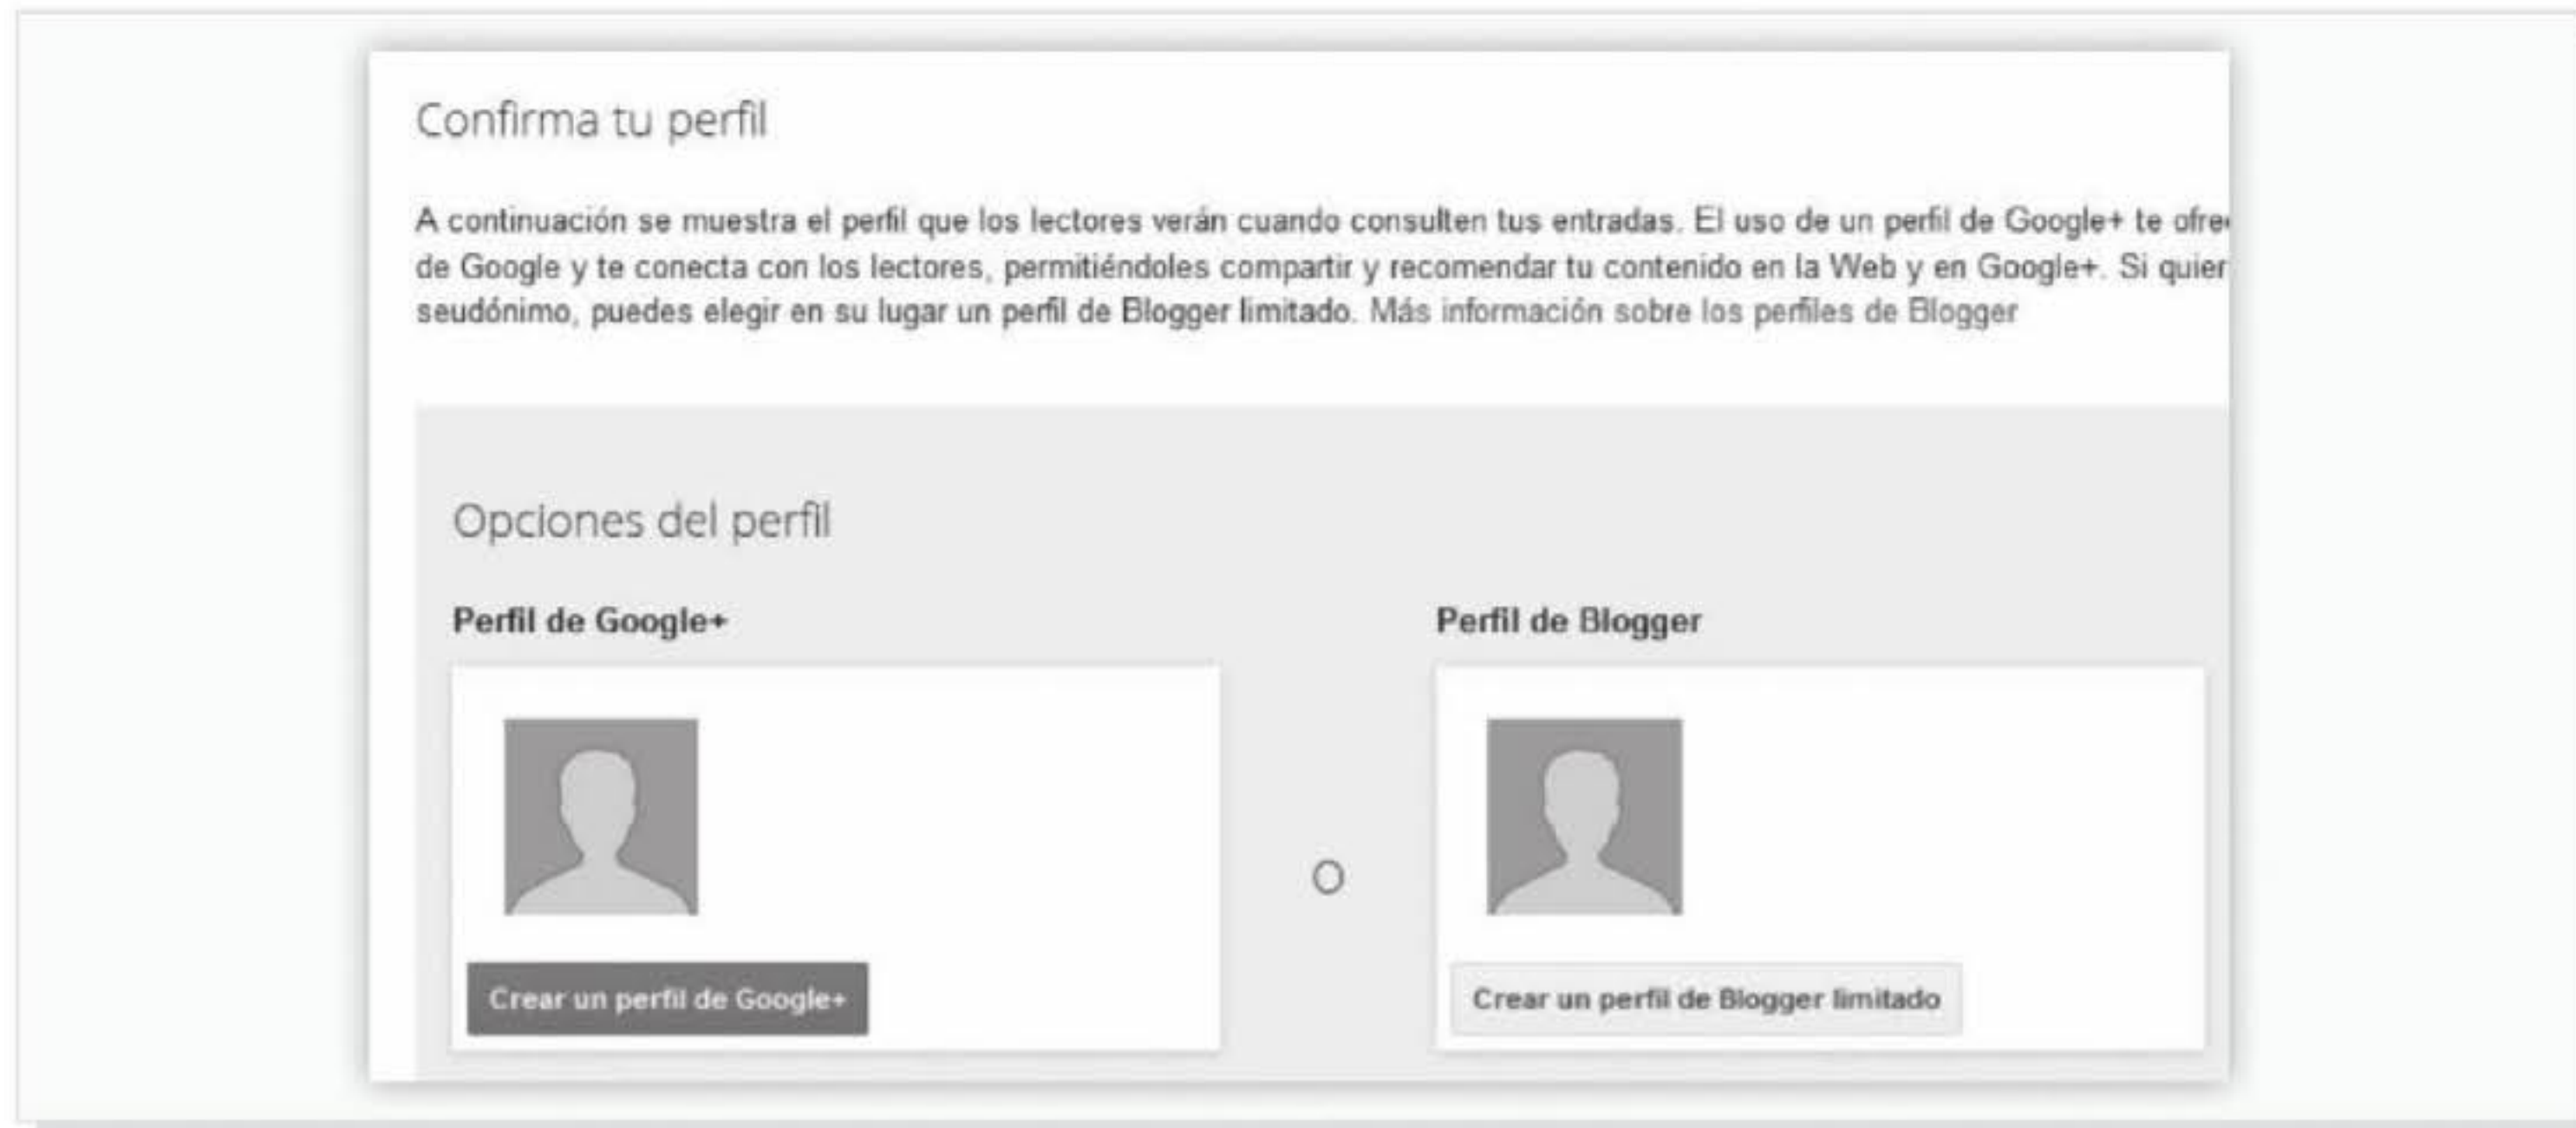 Confirma tu perfil
A continuación se muestra el perfil que los lectores verán cuando consulten tus entradas. El uso de un perfil de Google+ te ofre
de Google y te conecta con los lectores, permitiéndoles compartir y recomendar tu contenido en la Web y en Google+. Si quier
seudónimo, puedes elegir en su lugar un perfil de Blogger limitado. Más información sobre los perfiles de Blogger
Opciones del perfil
Perfil de Google+
Perfil de Blogger
O
Crear un perfil de Google+
Crear un perfil de Blogger limitado